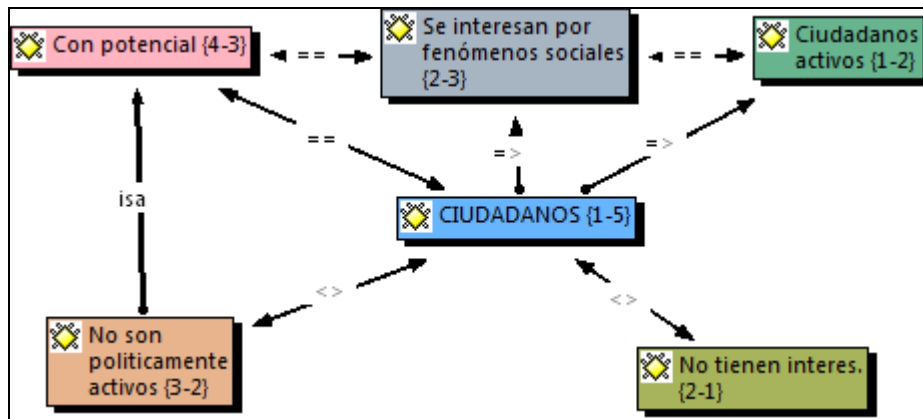 Con potencial {4-3}
==
Se interesan por
fenómenos sociales
{2-3}
==
Ciudadanos
activos {1-2}
==
=>
=>
isa
CIUDADANOS {1-5}
<>
<>
No son
politicamente
activos {3-2}
No tienen interes.
{2-1}